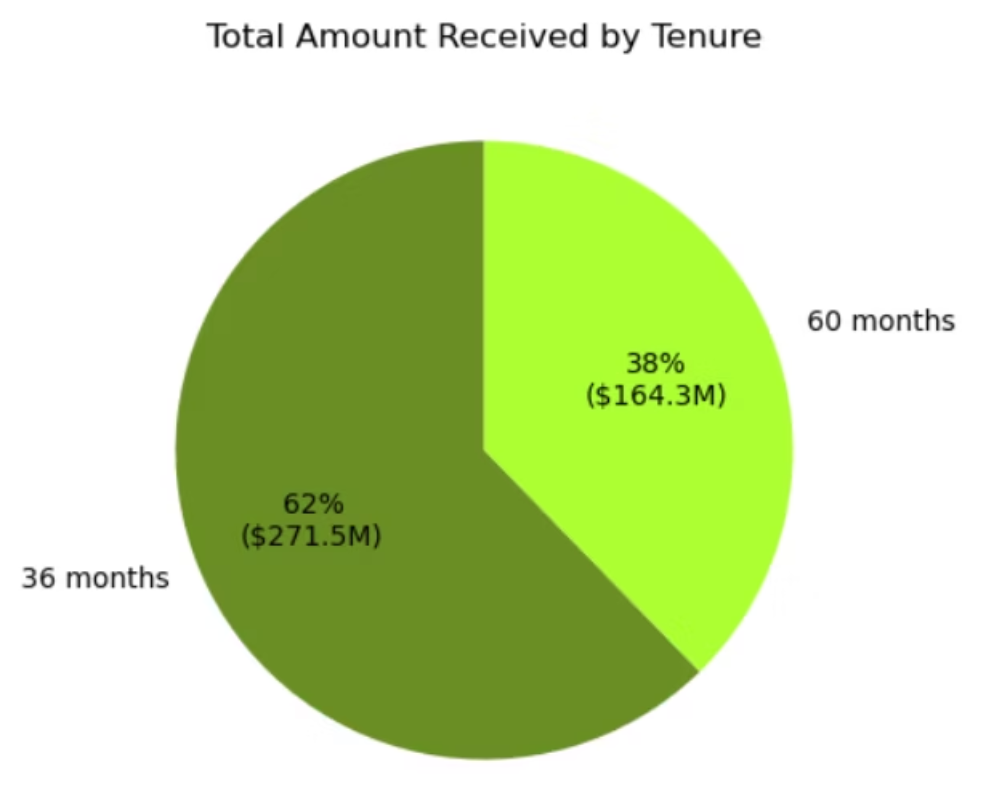 Total Amount Received by Tenure
60 months
38%
($164.3M)
62%
($271.5M)
36 months